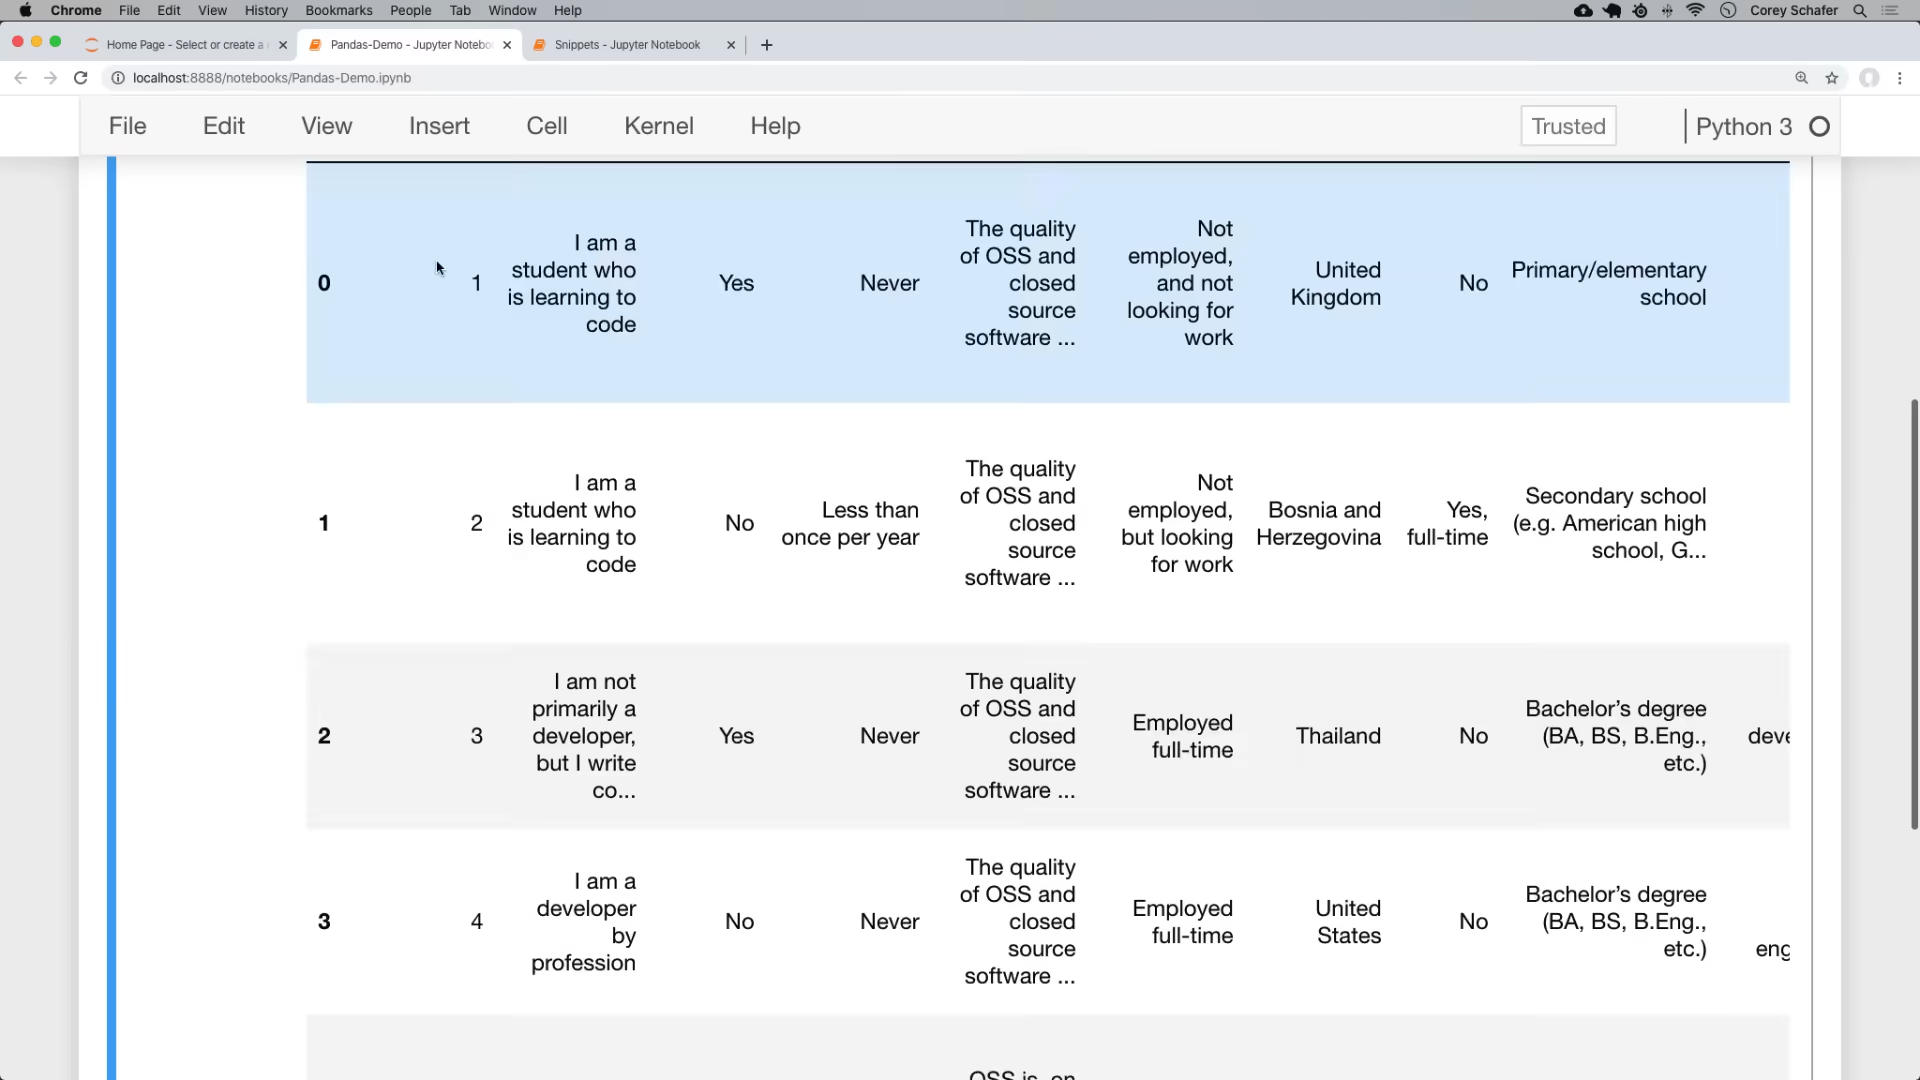 Chrome File Edit View History Bookmarks People Tab Window Help Corey Schafer
Home Page - Select or create a Pandas-Demo - Jupyter Notebo Snippets - Jupyter Notebook
localhost:8888/notebooks/Pandas-Demo.ipynb
File Edit View Insert Cell Kernel Help Trusted Python 3
0
1
I am a
student who
is learning to
code
Yes
Never
The quality
of OSS and
closed
source
software ...
Not
employed,
and not
looking for
work
United
Kingdom
No
Primary/elementary
school
1
2
I am a
student who
is learning to
code
No
Less than
once per year
The quality
of OSS and
closed
source
software ...
Not
employed,
but looking
for work
Bosnia and
Herzegovina
Yes,
full-time
Secondary school
(e.g. American high
school, G...
2
3
I am not
primarily a
developer,
but I write
co...
Yes
Never
The quality
of OSS and
closed
source
software ...
Employed
full-time
Thailand
No
Bachelor’s degree
(BA, BS, B.Eng.,
etc.)
deve
3
4
I am a
developer
by
profession
No
Never
The quality
of OSS and
closed
source
software ...
Employed
full-time
United
States
No
Bachelor’s degree
(BA, BS, B.Eng.,
etc.)
eng
OSS is, on